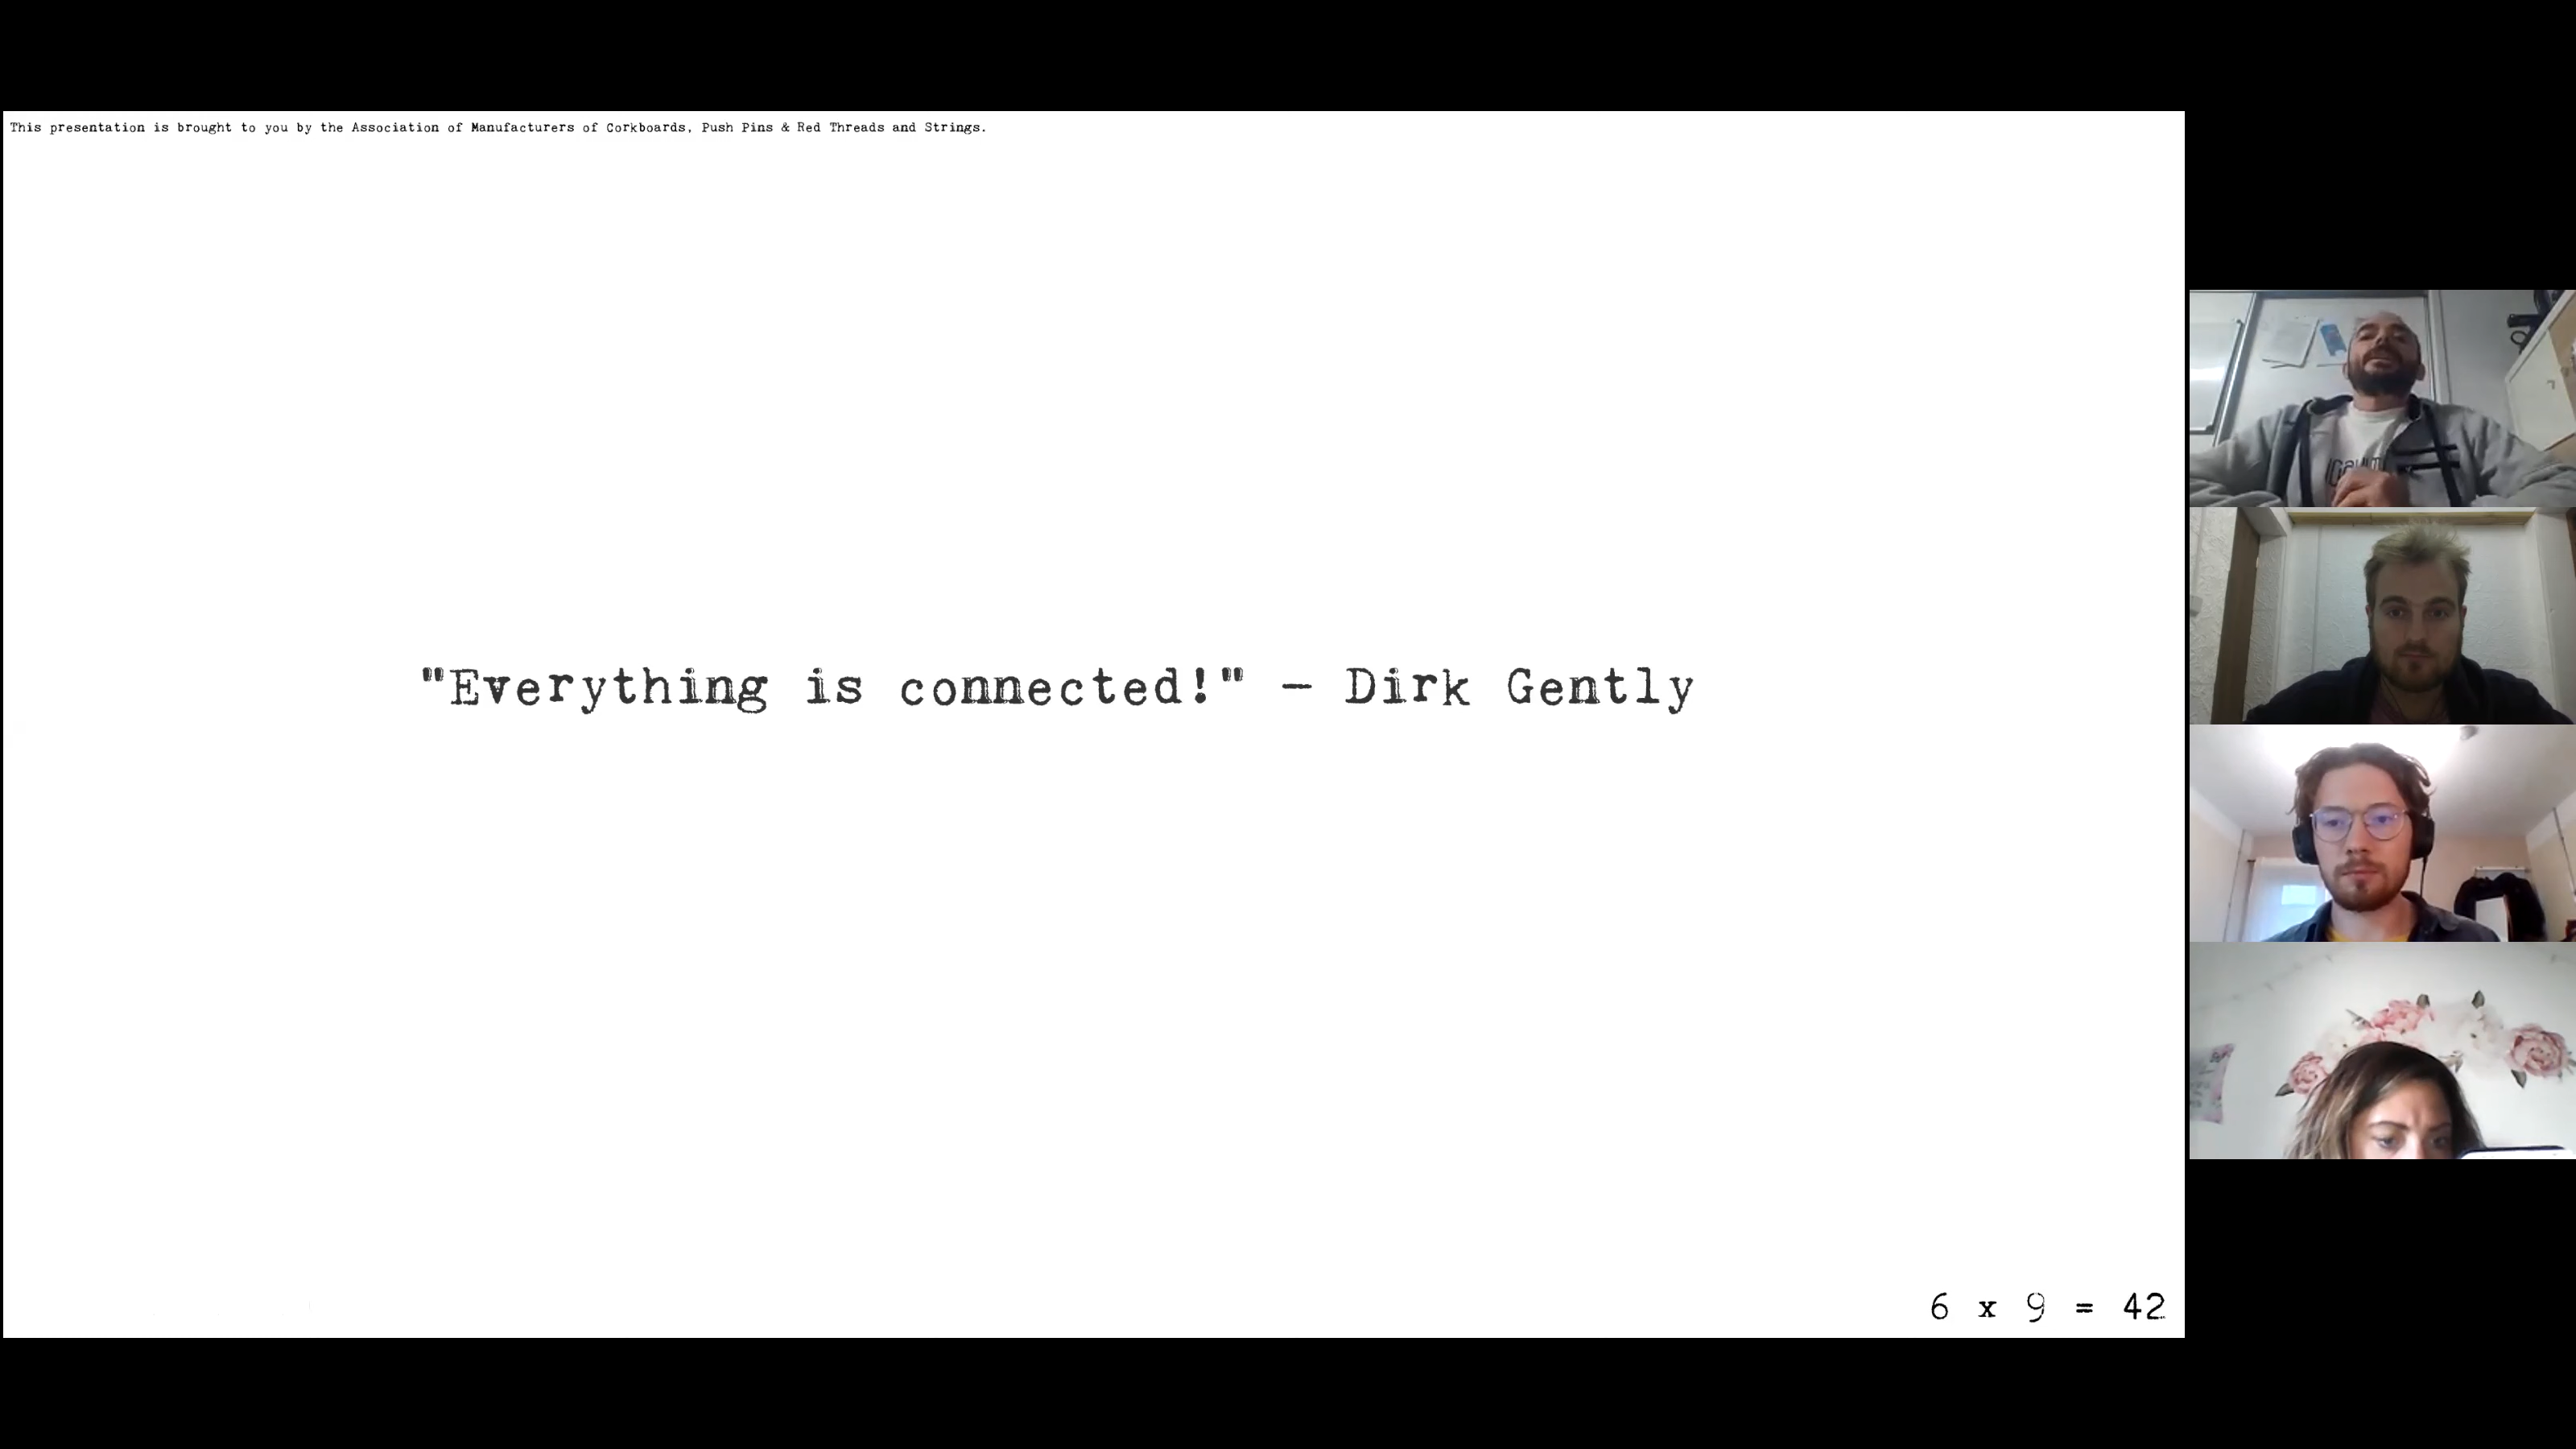 This presentation is brought to you by the Association of Manufacturers of Corkboards, Push Pins & Red Threads and Strings.
"Everything is connected!" — Dirk Gently
6 x 9 = 42